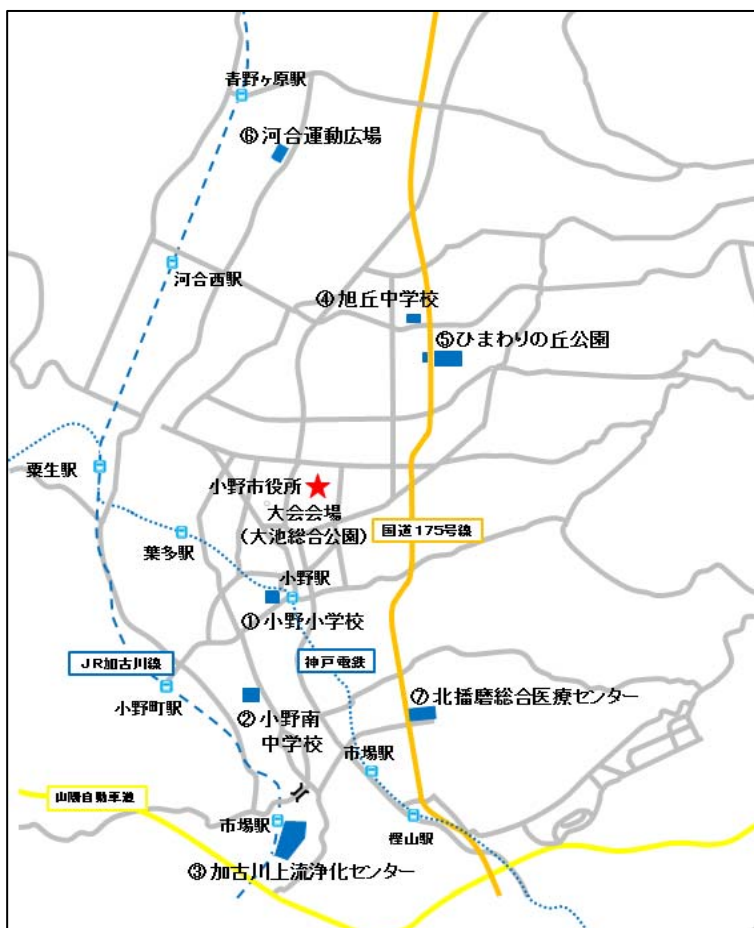 青野ヶ原駅
⑥河合運動広場
河合西駅
④旭丘中学校
⑤ひまわりの丘公園
粟生駅
小野市役所
大会会場
(大池総合公園)
国道175号線
葉多駅
小野駅
①小野小学校
JR加古川線
神戸電鉄
小野町駅
②小野南
中学校
⑦北播磨総合医療センター
市場駅
山陽自動車道
市場駅
樫山駅
③加古川上流浄化センター